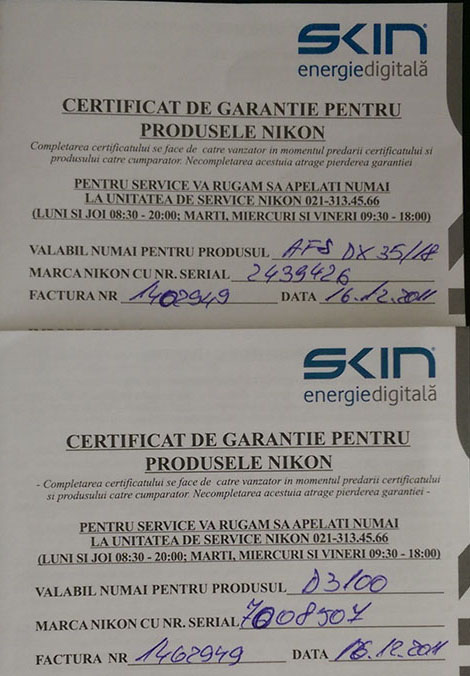 SKIN
energiedigitală
CERTIFICAT DE GARANTIE PENTRU
PRODUSELE NIKON
Completarea certificatului se face de catre vanzator in momentul predarii certificatului si
produsului catre cumparator. Necompletarea acestuia atrage pierderea garantiei
PENTRU SERVICE VA RUGAM SA APELATI NUMAI
LA UNITATEA DE SERVICE NIKON 021-313.45.66
(LUNI SI JOI 08:30 - 20:00; MARTI, MIERCURI SI VINERI 09:30 - 18:00)
VALABIL NUMAI PENTRU PRODUSUL AFS DX 35/1.8
MARCA NIKON CU NR. SERIAL 2439426
FACTURA NR 1402949 DATA 16.12.2011
SKIN
energiedigitală
CERTIFICAT DE GARANTIE PENTRU
PRODUSELE NIKON
- Completarea certificatului se face de catre vanzator in momentul predarii certificatului
si produsului catre cumparator. Necompletarea acestuia atrage pierderea garantiei -
PENTRU SERVICE VA RUGAM SA APELATI NUMAI
LA UNITATEA DE SERVICE NIKON 021-313.45.66
(LUNI SI JOI 08:30 - 20:00; MARTI, MIERCURI SI VINERI 09:30 - 18:00)
VALABIL NUMAI PENTRU PRODUSUL D3100
MARCA NIKON CU NR. SERIAL 7008507
FACTURA NR 1402949 DATA 16.12.2011